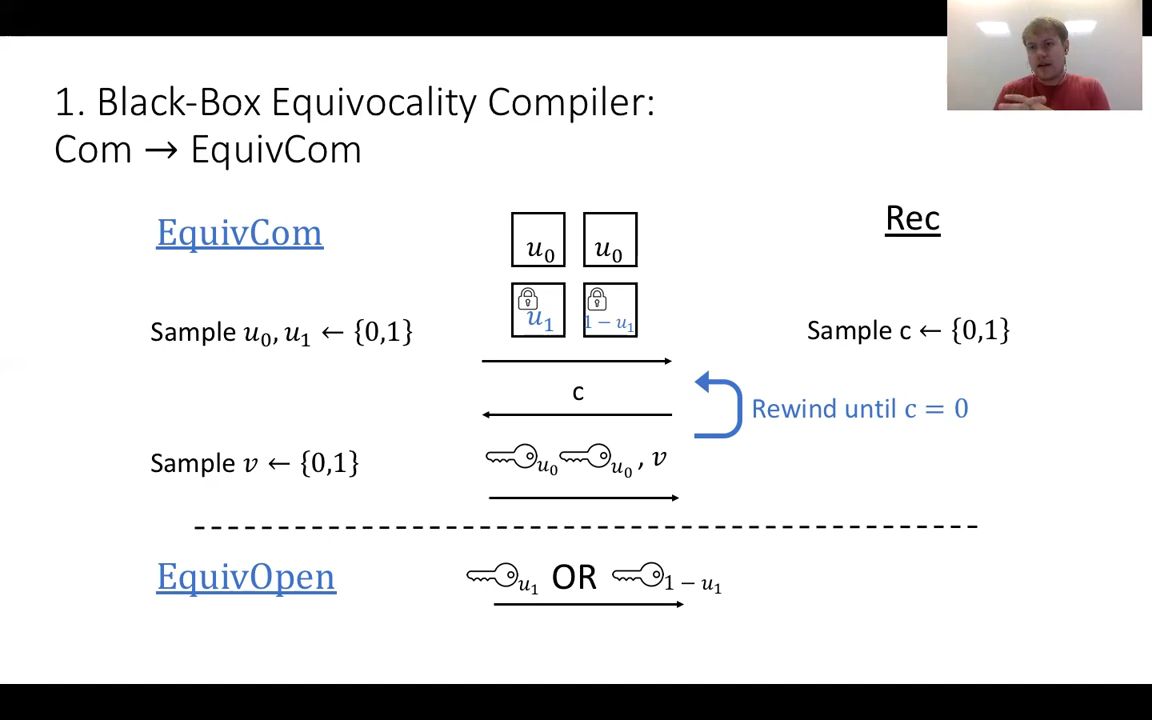 1. Black-Box Equivocality Compiler:
Com → EquivCom
EquivCom
Rec
u₀ u₀
u₁ 1 − u₁
Sample u₀, u₁ ← {0,1}
Sample c ← {0,1}
c
Rewind until c = 0
Sample v ← {0,1}
u₀ u₀ , v
EquivOpen
u₁ OR 1 − u₁